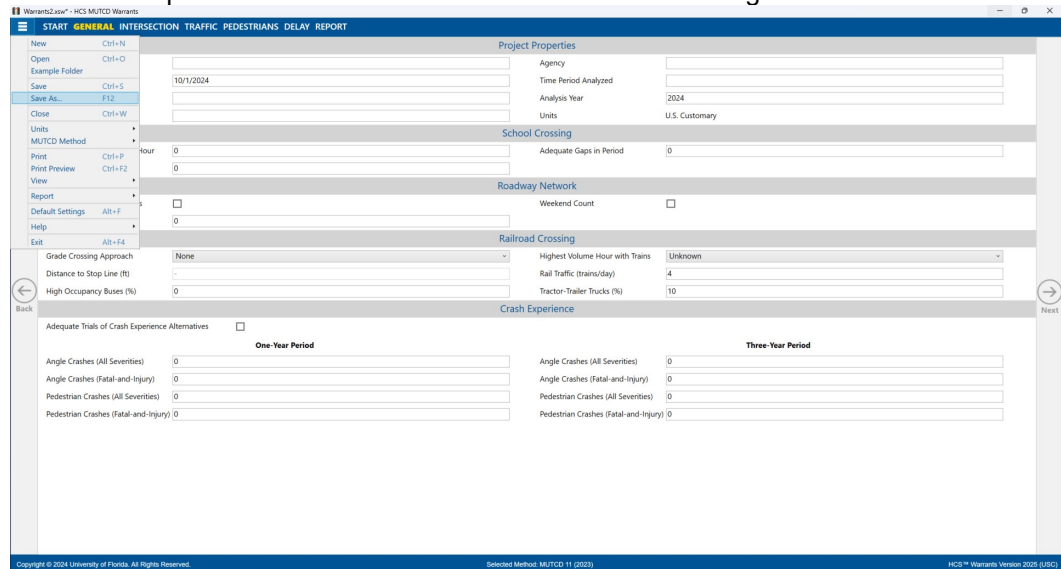 Warrants2.xsw* - HCS MUTCD Warrants
START GENERAL INTERSECTION TRAFFIC PEDESTRIANS DELAY REPORT
New Ctrl+N
Open Ctrl+O
Example Folder
Save Ctrl+S
Save As... F12
Close Ctrl+W
Units
MUTCD Method
Print Ctrl+P
Print Preview Ctrl+F2
View
Report
Default Settings Alt+F
Help
Exit Alt+F4
Project Properties
Agency
10/1/2024 Time Period Analyzed
Analysis Year 2024
Units U.S. Customary
School Crossing
Hour 0 Adequate Gaps in Period 0
0
Roadway Network
s Weekend Count
0
Railroad Crossing
Grade Crossing Approach None Highest Volume Hour with Trains Unknown
Distance to Stop Line (ft) - Rail Traffic (trains/day) 4
High Occupancy Buses (%) 0 Tractor-Trailer Trucks (%) 10
Back
Next
Crash Experience
Adequate Trials of Crash Experience Alternatives
One-Year Period Three-Year Period
Angle Crashes (All Severities) 0 Angle Crashes (All Severities) 0
Angle Crashes (Fatal-and-Injury) 0 Angle Crashes (Fatal-and-Injury) 0
Pedestrian Crashes (All Severities) 0 Pedestrian Crashes (All Severities) 0
Pedestrian Crashes (Fatal-and-Injury) 0 Pedestrian Crashes (Fatal-and-Injury) 0
Copyright © 2024 University of Florida. All Rights Reserved. Selected Method: MUTCD 11 (2023) HCS™ Warrants Version 2025 (USC)